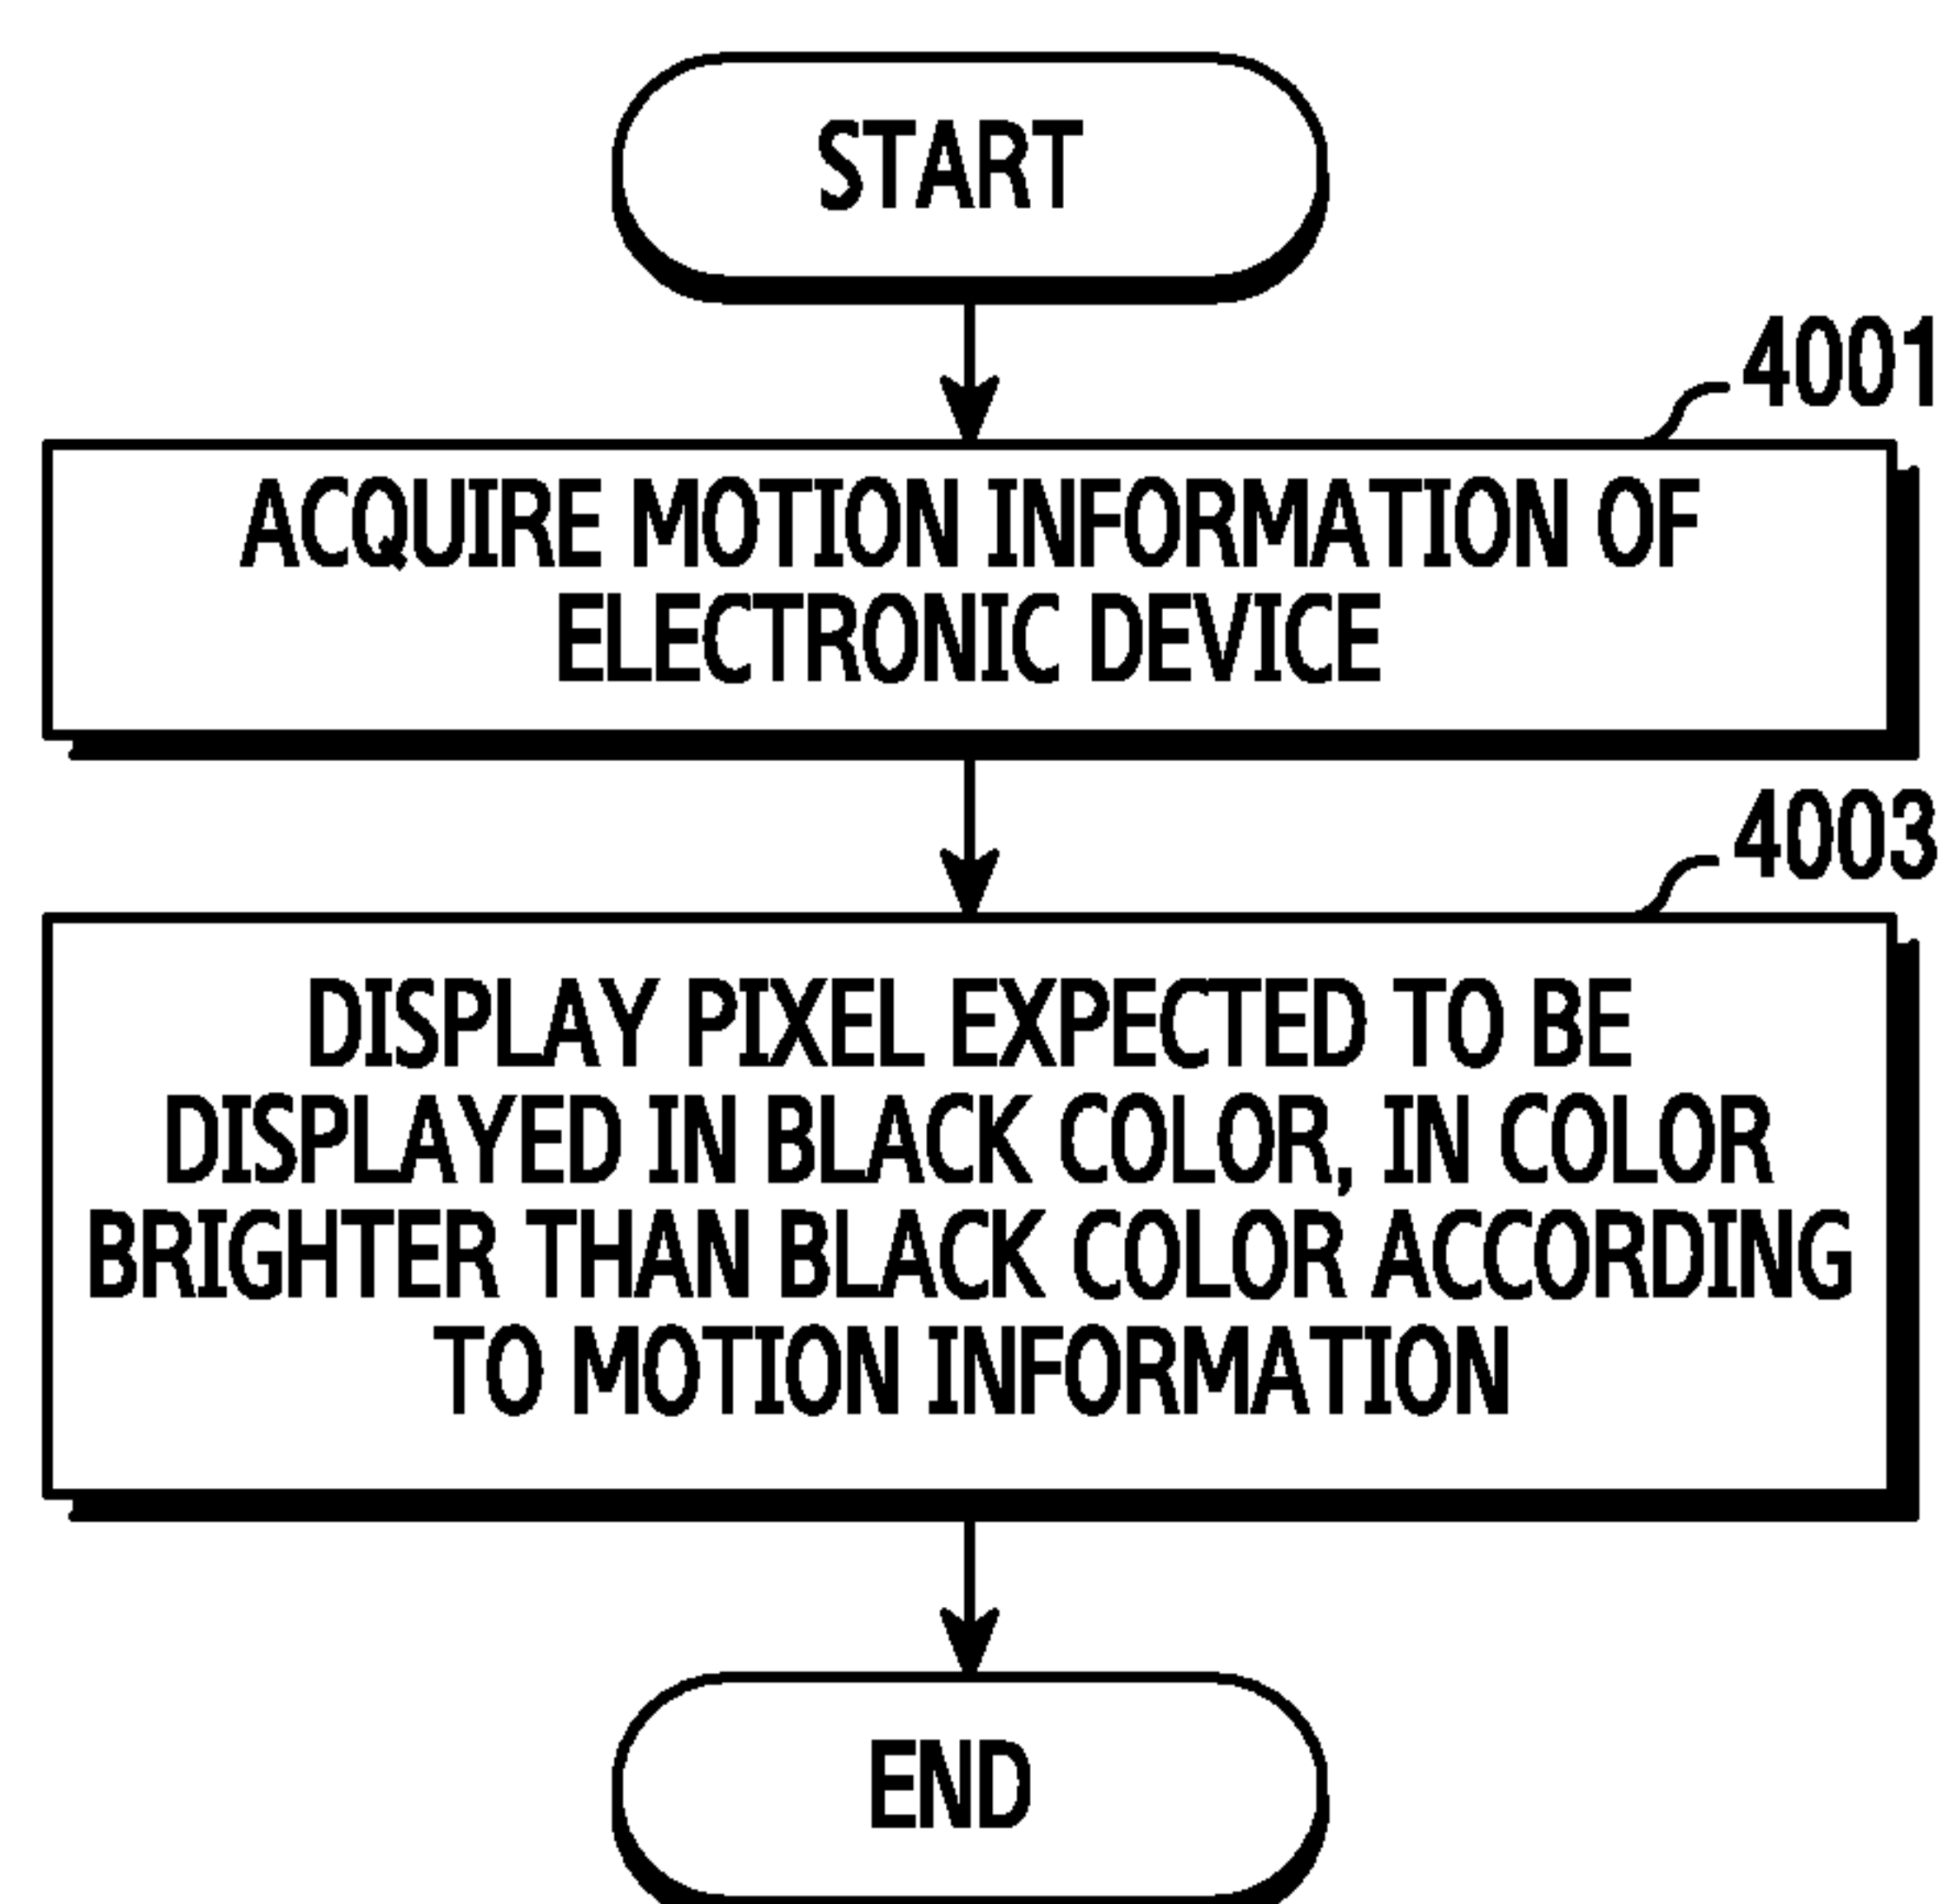 START
4001
ACQUIRE MOTION INFORMATION OF
ELECTRONIC DEVICE
4003
DISPLAY PIXEL EXPECTED TO BE
DISPLAYED IN BLACK COLOR, IN COLOR
BRIGHTER THAN BLACK COLOR ACCORDING
TO MOTION INFORMATION
END